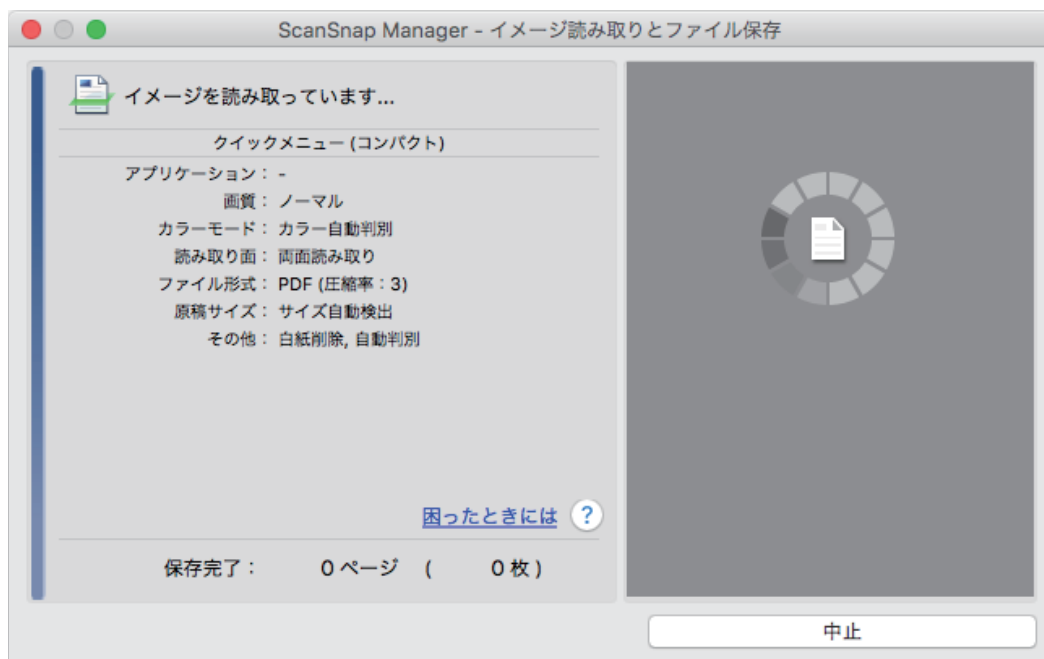 ScanSnap Manager - イメージ読み取りとファイル保存
イメージを読み取っています...
クイックメニュー (コンパクト)
アプリケーション： -
画質： ノーマル
カラーモード： カラー自動判別
読み取り面： 両面読み取り
ファイル形式： PDF (圧縮率：3)
原稿サイズ： サイズ自動検出
その他： 白紙削除, 自動判別
困ったときには ?
保存完了： 0 ページ ( 0 枚 )
中止